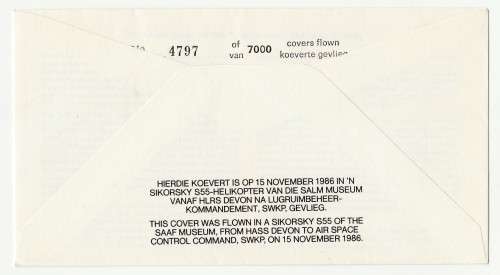 4797 of 7000 covers flown
van koeverte gevlieg
HIERDIE KOEVERT IS OP 15 NOVEMBER 1986 IN 'N
SIKORSKY S55-HELIKOPTER VAN DIE SALM MUSEUM
VANAF HLRS DEVON NA LUGRUIMBEHEER-
KOMMANDEMENT, SWKP, GEVLIEG.
THIS COVER WAS FLOWN IN A SIKORSKY S55 OF THE
SAAF MUSEUM, FROM HASS DEVON TO AIR SPACE
CONTROL COMMAND, SWKP, ON 15 NOVEMBER 1986.